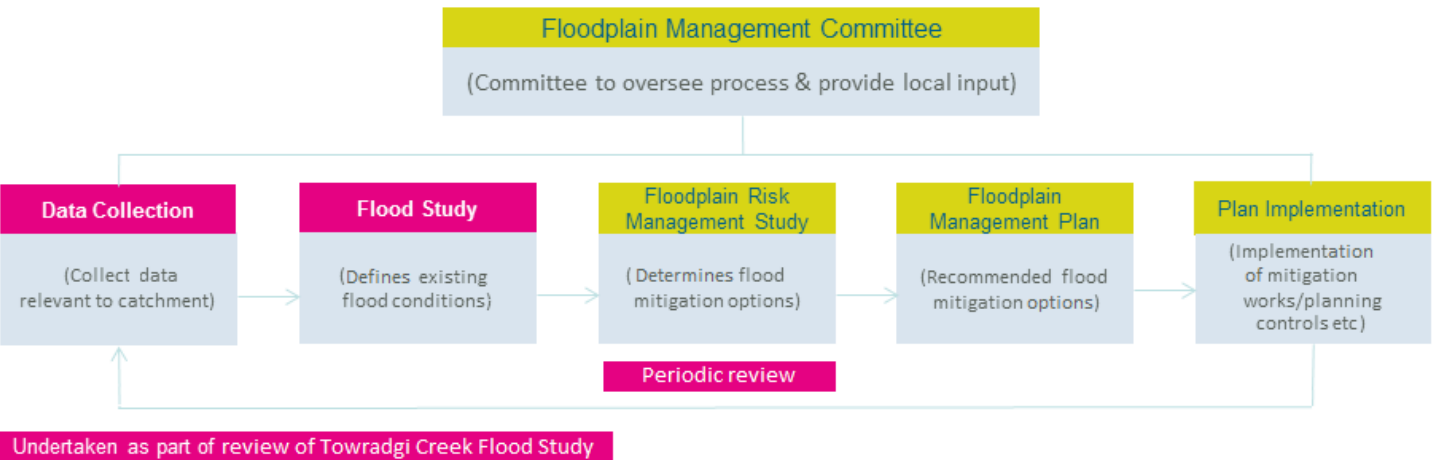 Floodplain Management Committee
(Committee to oversee process & provide local input)
Data Collection
(Collect data
relevant to catchment)
Flood Study
(Defines existing
flood conditions)
Floodplain Risk
Management Study
( Determines flood
mitigation options)
Floodplain
Management Plan
(Recommended flood
mitigation options)
Plan Implementation
(Implementation
of mitigation
works/planning
controls etc)
Periodic review
Undertaken as part of review of Towradgi Creek Flood Study